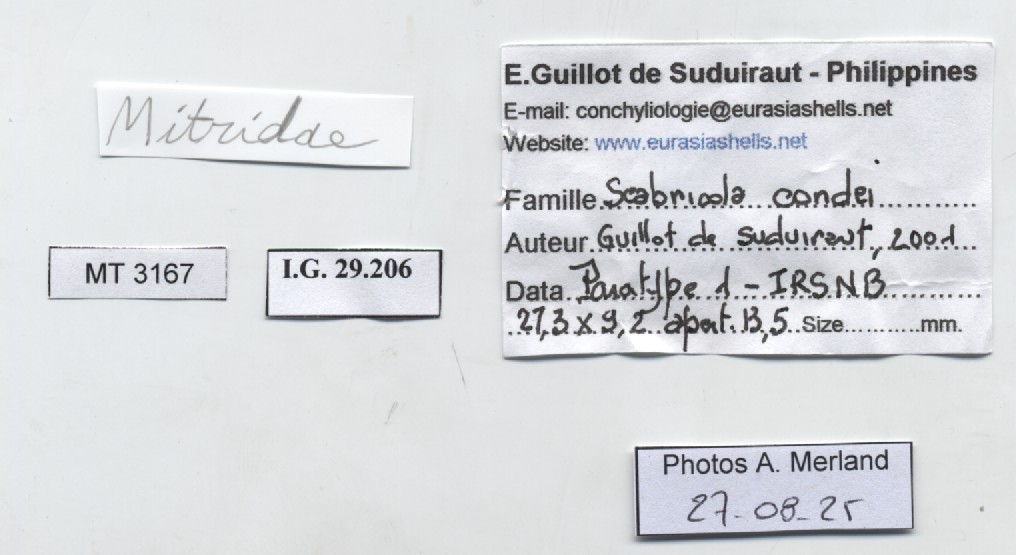 Mitridae
E.Guillot de Suduiraut - Philippines
E-mail: conchyliologie@eurasiashells.net
Website: www.eurasiashells.net
Famille Scabricola condei
Auteur Guillot de Suduiraut, 2001
Data Paratype 1 - IRSNB
27,3 x 9,2 apert. 13,5 Size..........mm.
MT 3167
I.G. 29.206
Photos A. Merland
27-08-25